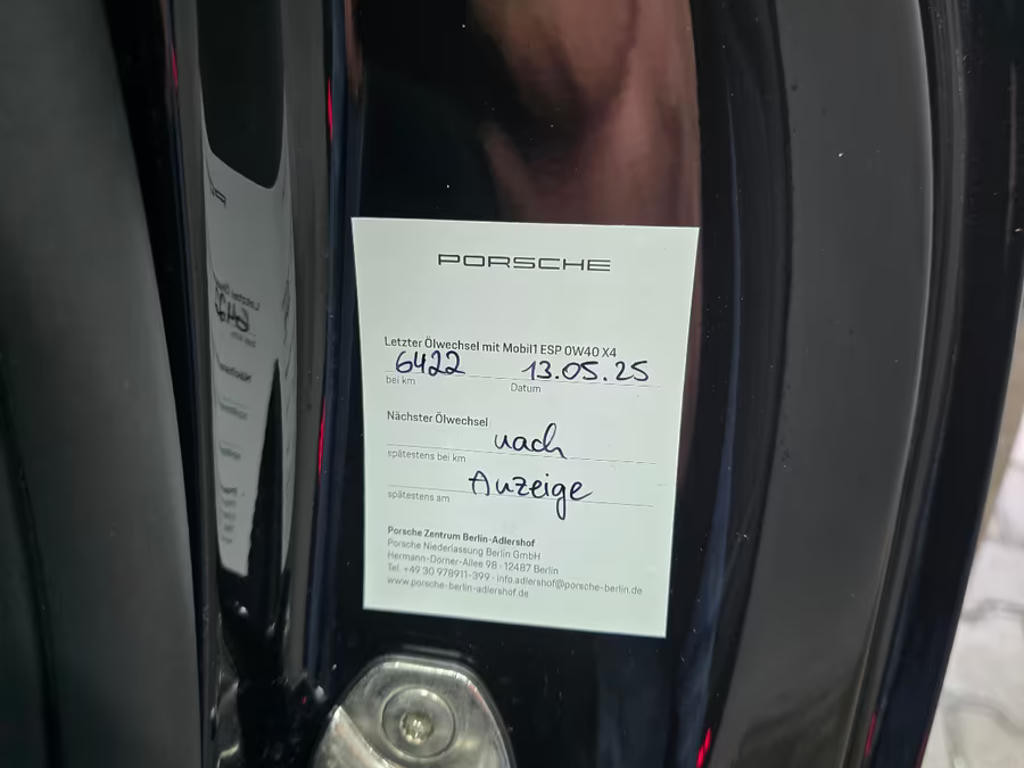 PORSCHE
Letzter Ölwechsel mit Mobil1 ESP 0W40 X4
6422 13.05.25
bei km Datum
Nächster Ölwechsel
nach
spätestens bei km
Anzeige
spätestens am
Porsche Zentrum Berlin-Adlershof
Porsche Niederlassung Berlin GmbH
Hermann-Dorner-Allee 98 · 12487 Berlin
Tel. +49 30 978911-399 · info.adlershof@porsche-berlin.de
www.porsche-berlin-adlershof.de